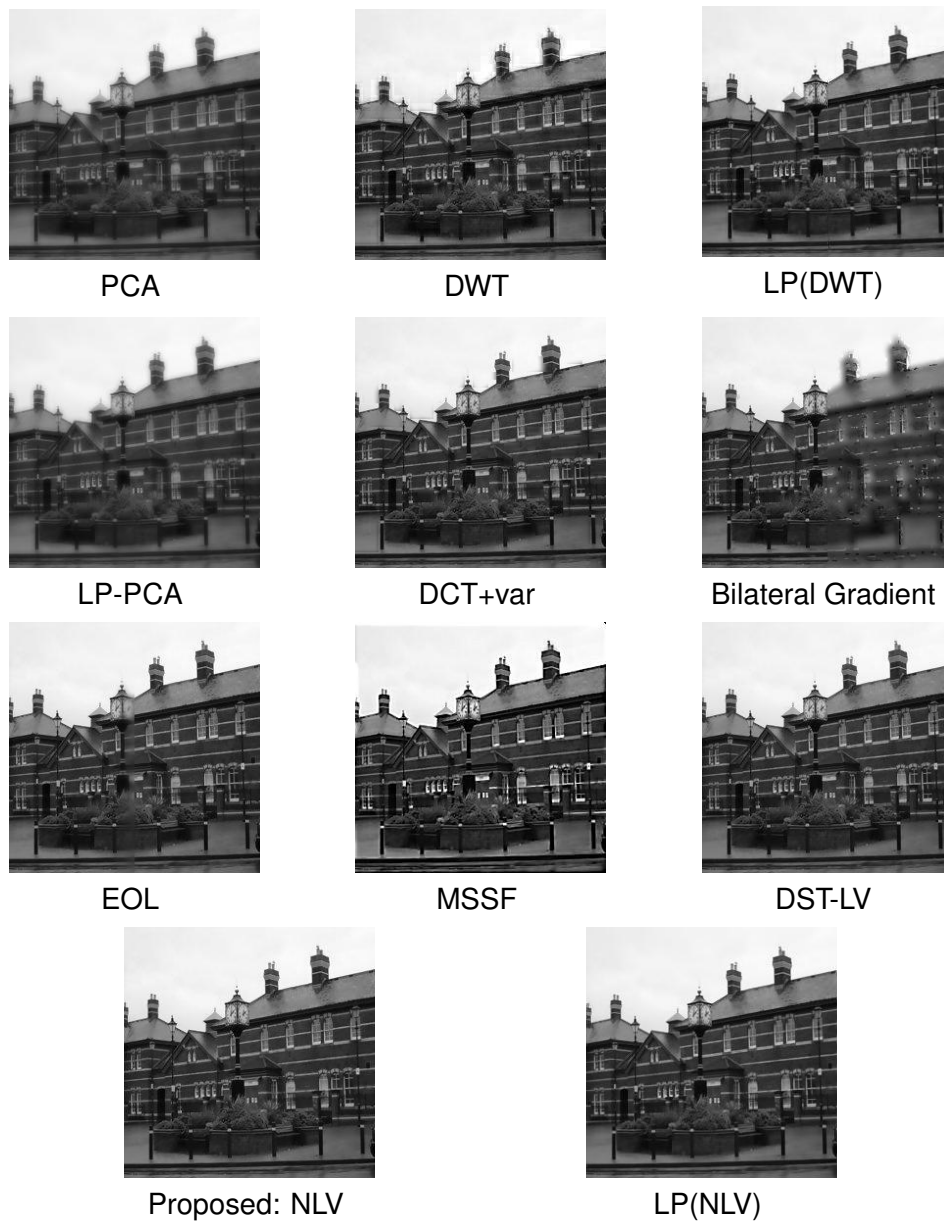 PCA
DWT
LP(DWT)
LP-PCA
DCT+var
Bilateral Gradient
EOL
MSSF
DST-LV
Proposed: NLV
LP(NLV)